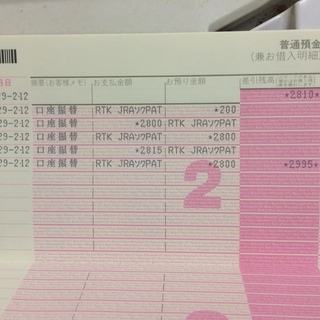 普通預金
(兼お借入明細)
月日 摘要(お客様メモ) お支払金額 お預り金額 差引残高
29-2-12 *2810*
29-2-12 口座振替 RTK JRAソクPAT *200
29-2-12 口座振替 *2800 RTK JRAソクPAT
29-2-12 口座振替 RTK JRAソクPAT *2800
29-2-12 口座振替 *2815 RTK JRAソクPAT
29-2-12 口座振替 RTK JRAソクPAT *2800 *2995*
2